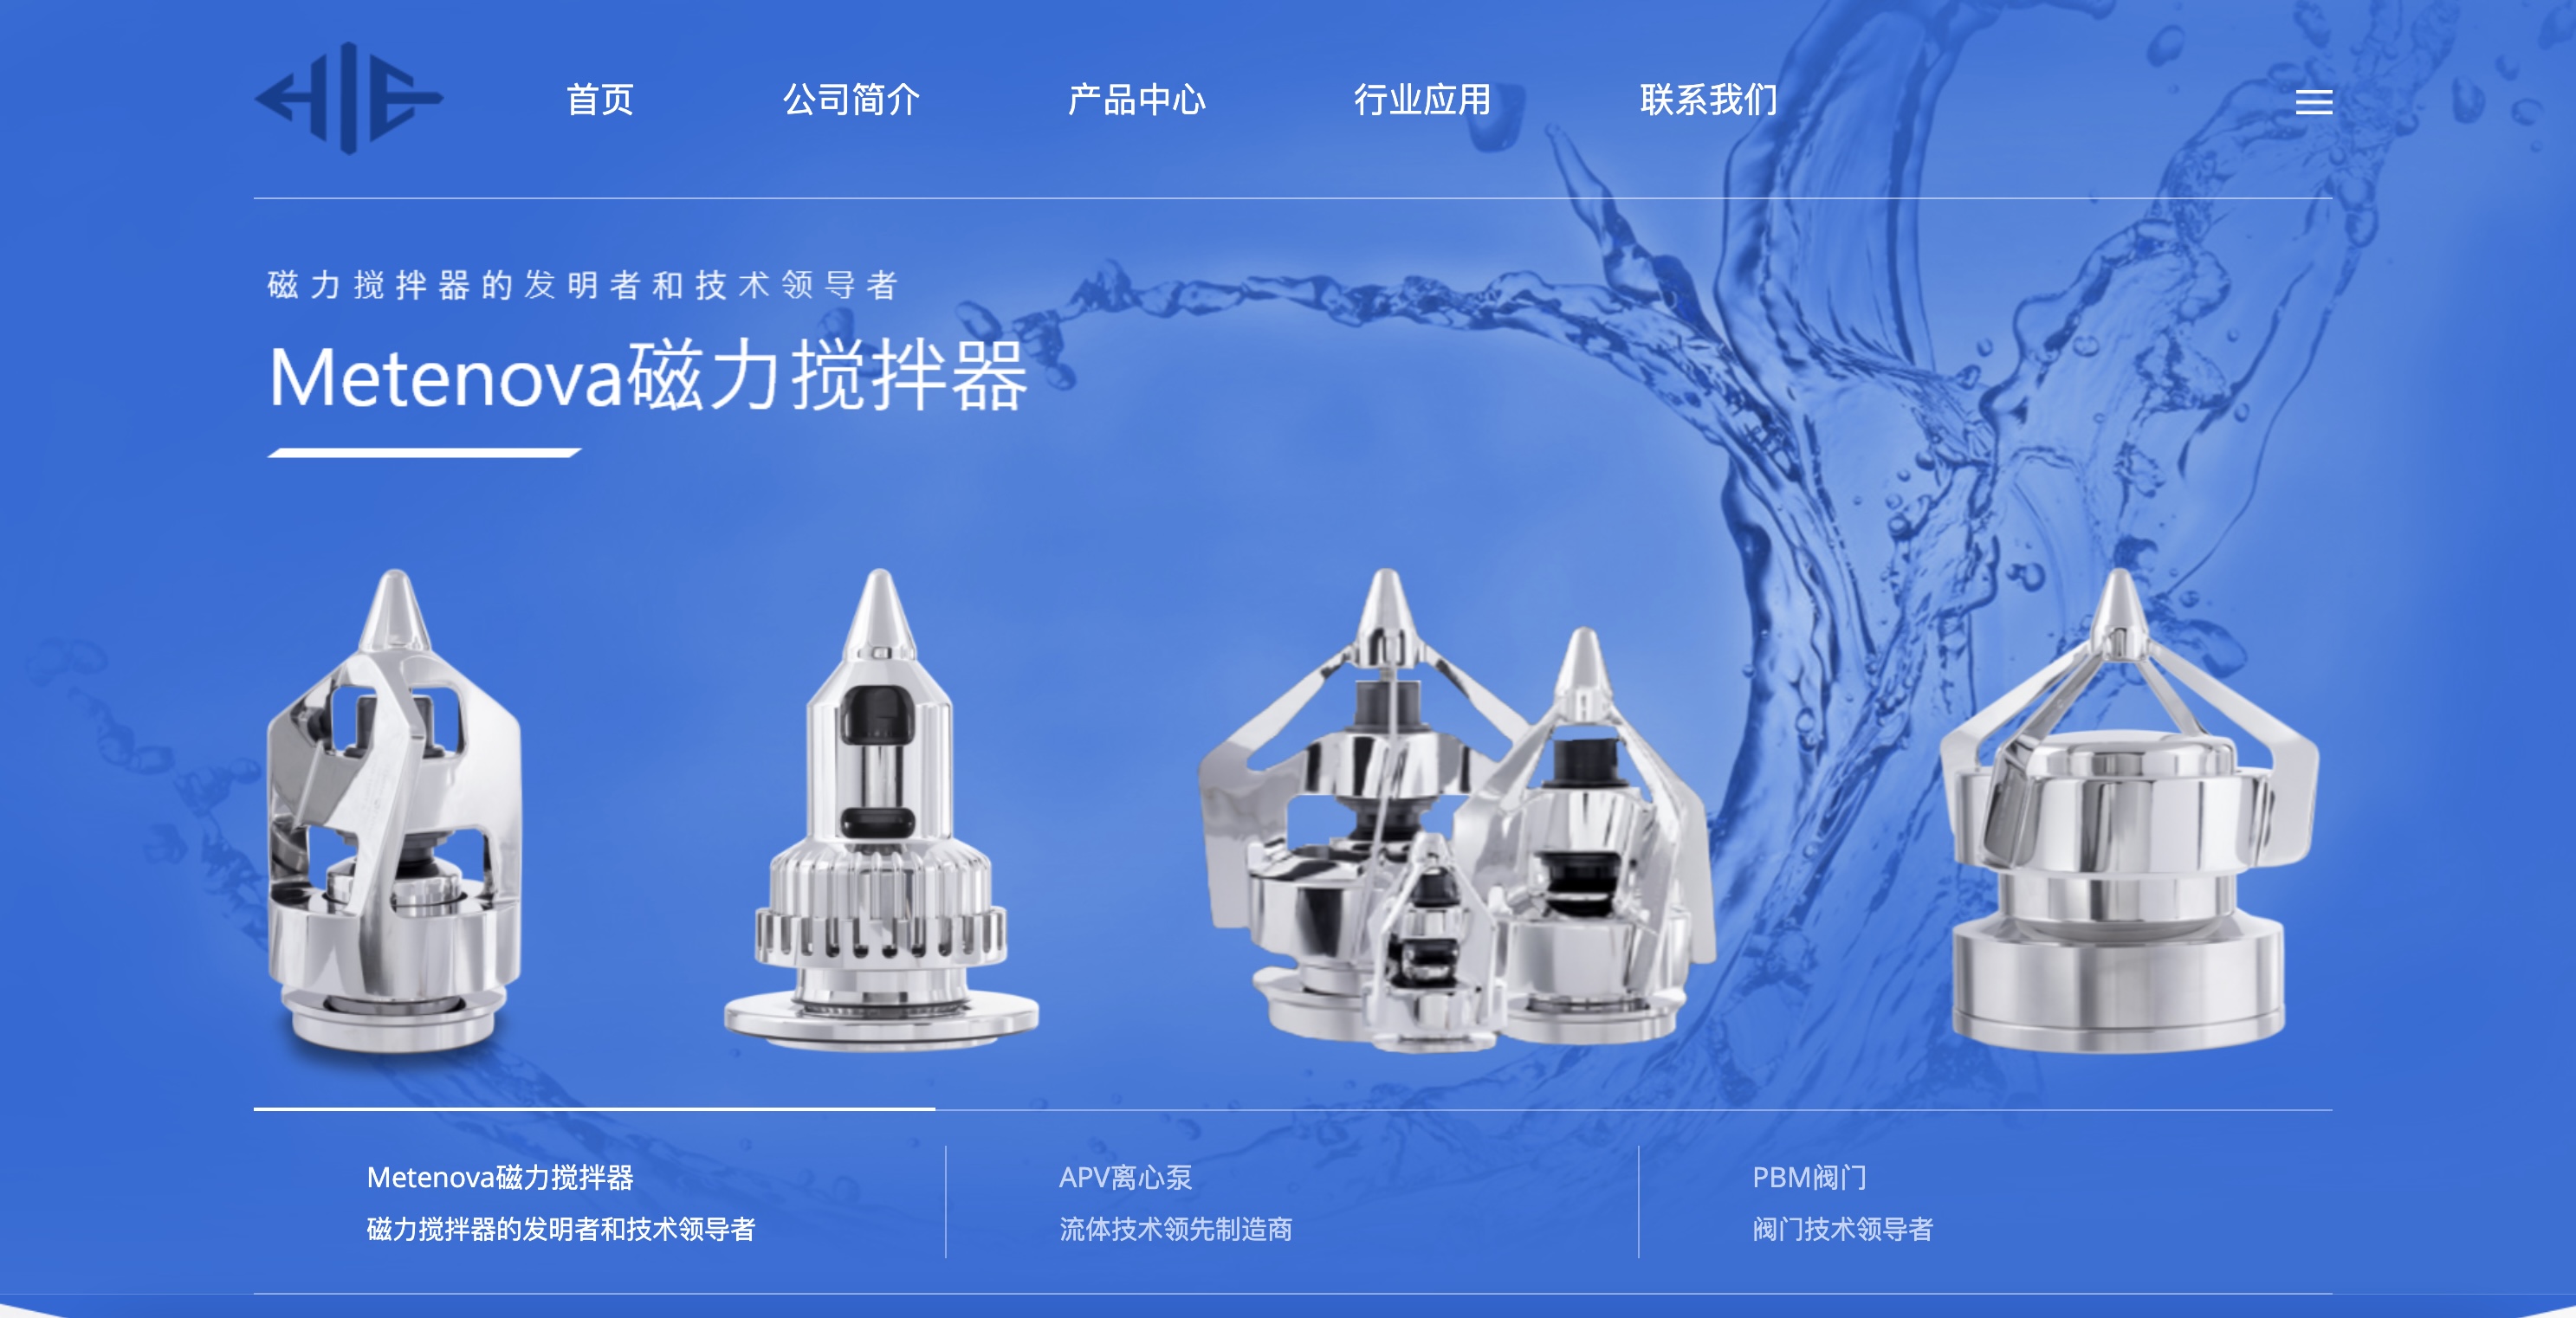 HIE
首页 公司简介 产品中心 行业应用 联系我们
磁力搅拌器的发明者和技术领导者
Metenova磁力搅拌器
Metenova磁力搅拌器
磁力搅拌器的发明者和技术领导者
APV离心泵
流体技术领先制造商
PBM阀门
阀门技术领导者